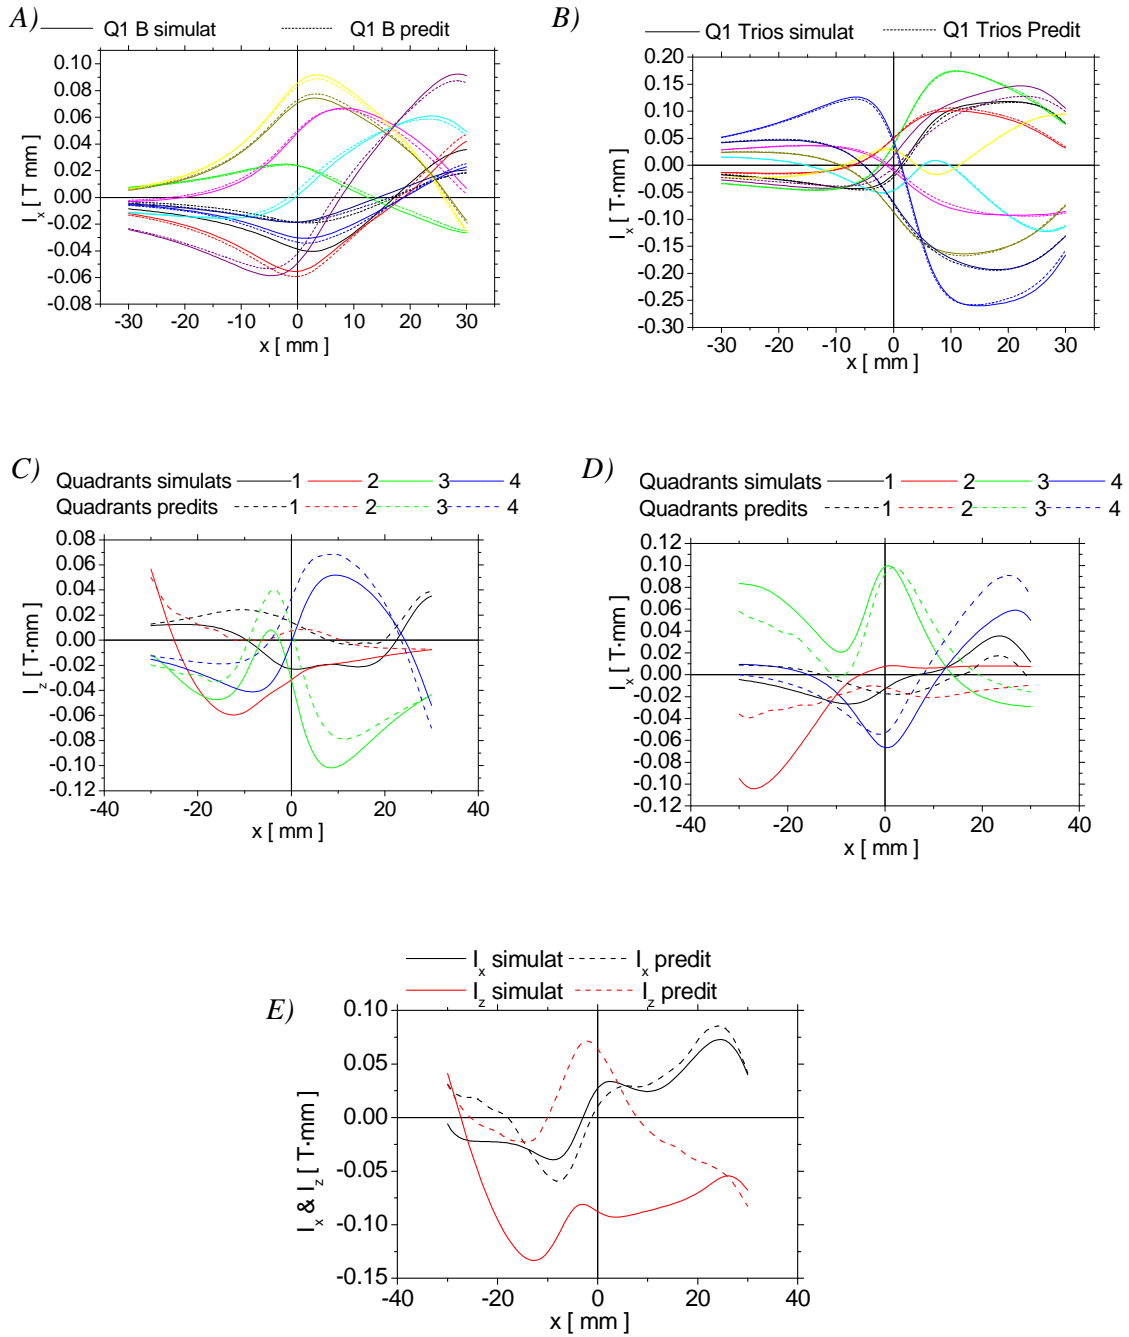 A)
Q1 B simulat Q1 B predit
0.10
0.08
0.06
0.04
0.02
0.00
-0.02
-0.04
-0.06
-0.08
I_x [ T mm ]
-30 -20 -10 0 10 20 30
x [ mm ]
B)
Q1 Trios simulat Q1 Trios Predit
0.20
0.15
0.10
0.05
0.00
-0.05
-0.10
-0.15
-0.20
-0.25
-0.30
I_x [ T·mm ]
-30 -20 -10 0 10 20 30
x [ mm ]
C)
Quadrants simulats 1 2 3 4
Quadrants predits 1 2 3 4
0.08
0.06
0.04
0.02
0.00
-0.02
-0.04
-0.06
-0.08
-0.10
-0.12
I_z [ T·mm ]
-40 -20 0 20 40
x [ mm ]
D)
Quadrants simulats 1 2 3 4
Quadrants predits 1 2 3 4
0.12
0.10
0.08
0.06
0.04
0.02
0.00
-0.02
-0.04
-0.06
-0.08
-0.10
-0.12
I_x [ T·mm ]
-40 -20 0 20 40
x [ mm ]
E)
I_x simulat I_x predit
I_z simulat I_z predit
0.10
0.05
0.00
-0.05
-0.10
-0.15
I_x & I_z [ T·mm ]
-40 -20 0 20 40
x [ mm ]